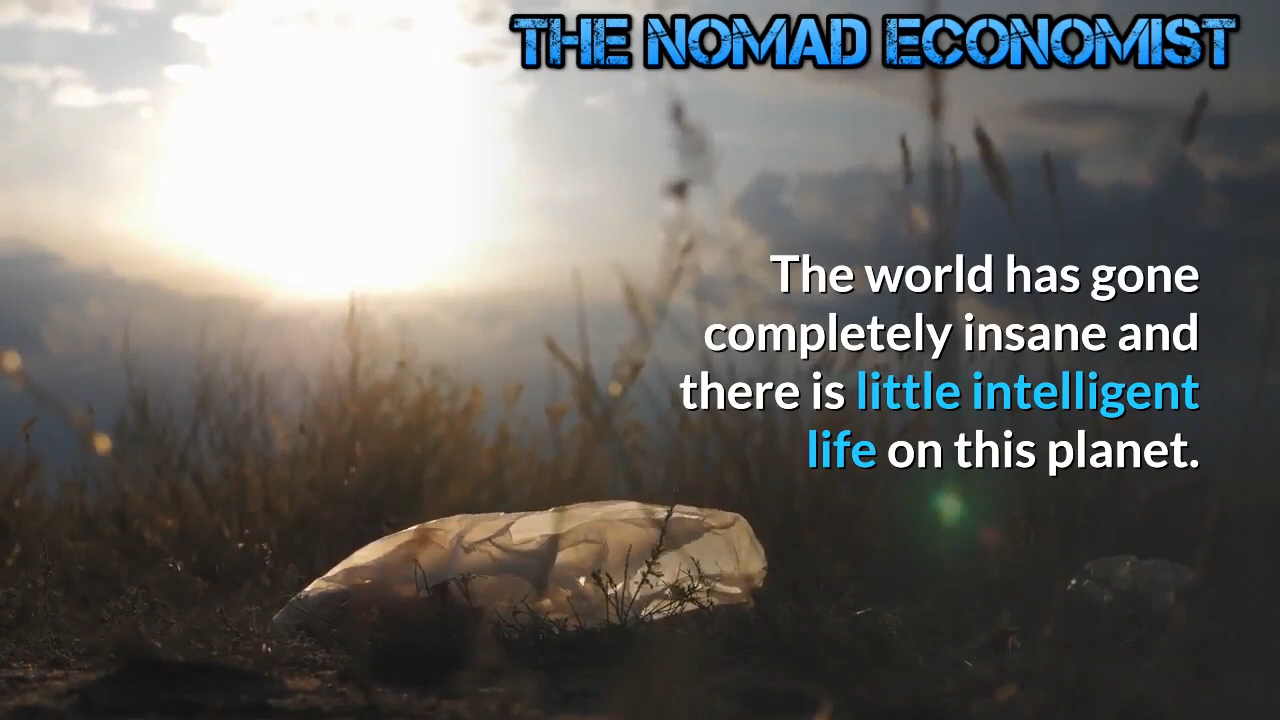 THE NOMAD ECONOMIST
The world has gone
completely insane and
there is little intelligent
life on this planet.